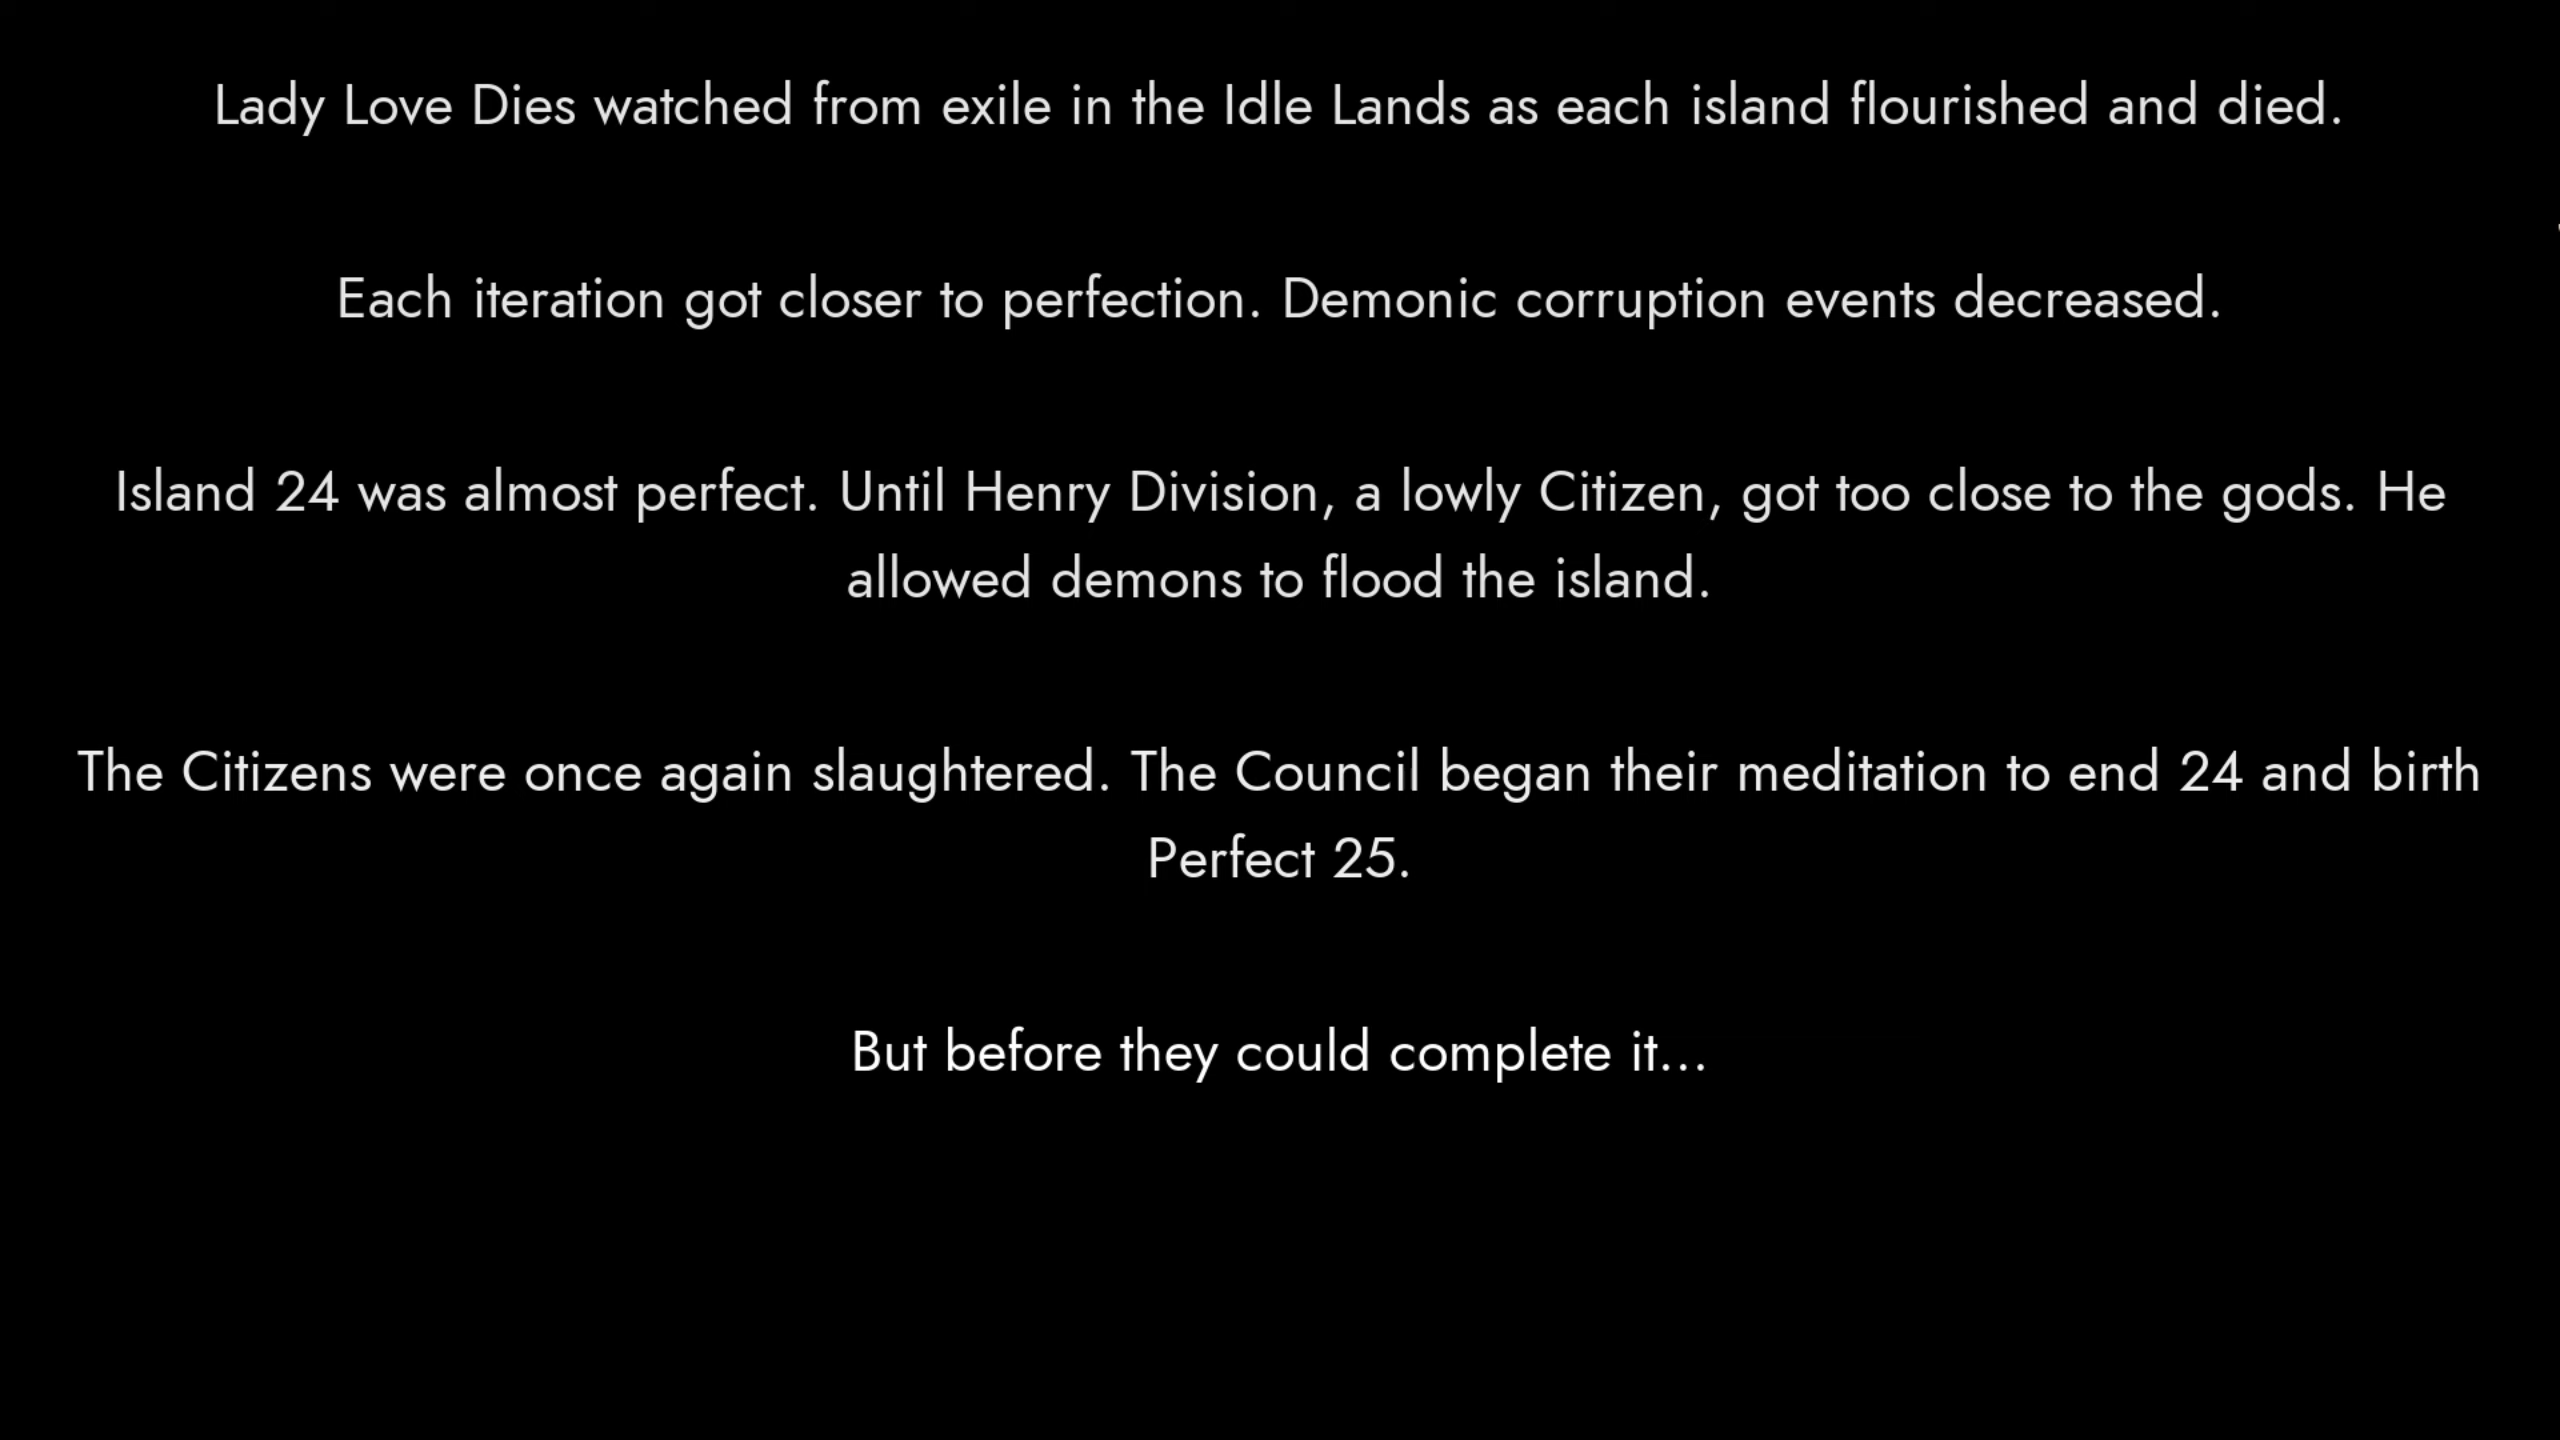 Lady Love Dies watched from exile in the Idle Lands as each island flourished and died.
Each iteration got closer to perfection. Demonic corruption events decreased.
Island 24 was almost perfect. Until Henry Division, a lowly Citizen, got too close to the gods. He
allowed demons to flood the island.
The Citizens were once again slaughtered. The Council began their meditation to end 24 and birth
Perfect 25.
But before they could complete it...